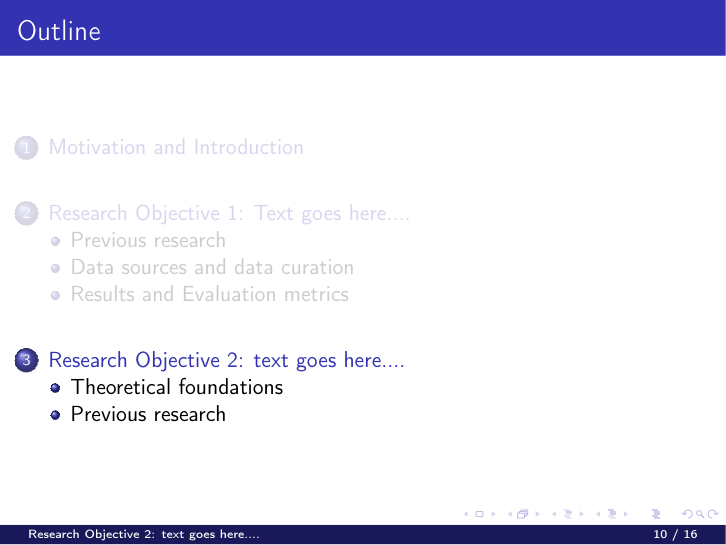 Outline
1 Motivation and Introduction
2 Research Objective 1: Text goes here....
Previous research
Data sources and data curation
Results and Evaluation metrics
3 Research Objective 2: text goes here....
Theoretical foundations
Previous research
Research Objective 2: text goes here.... 10 / 16